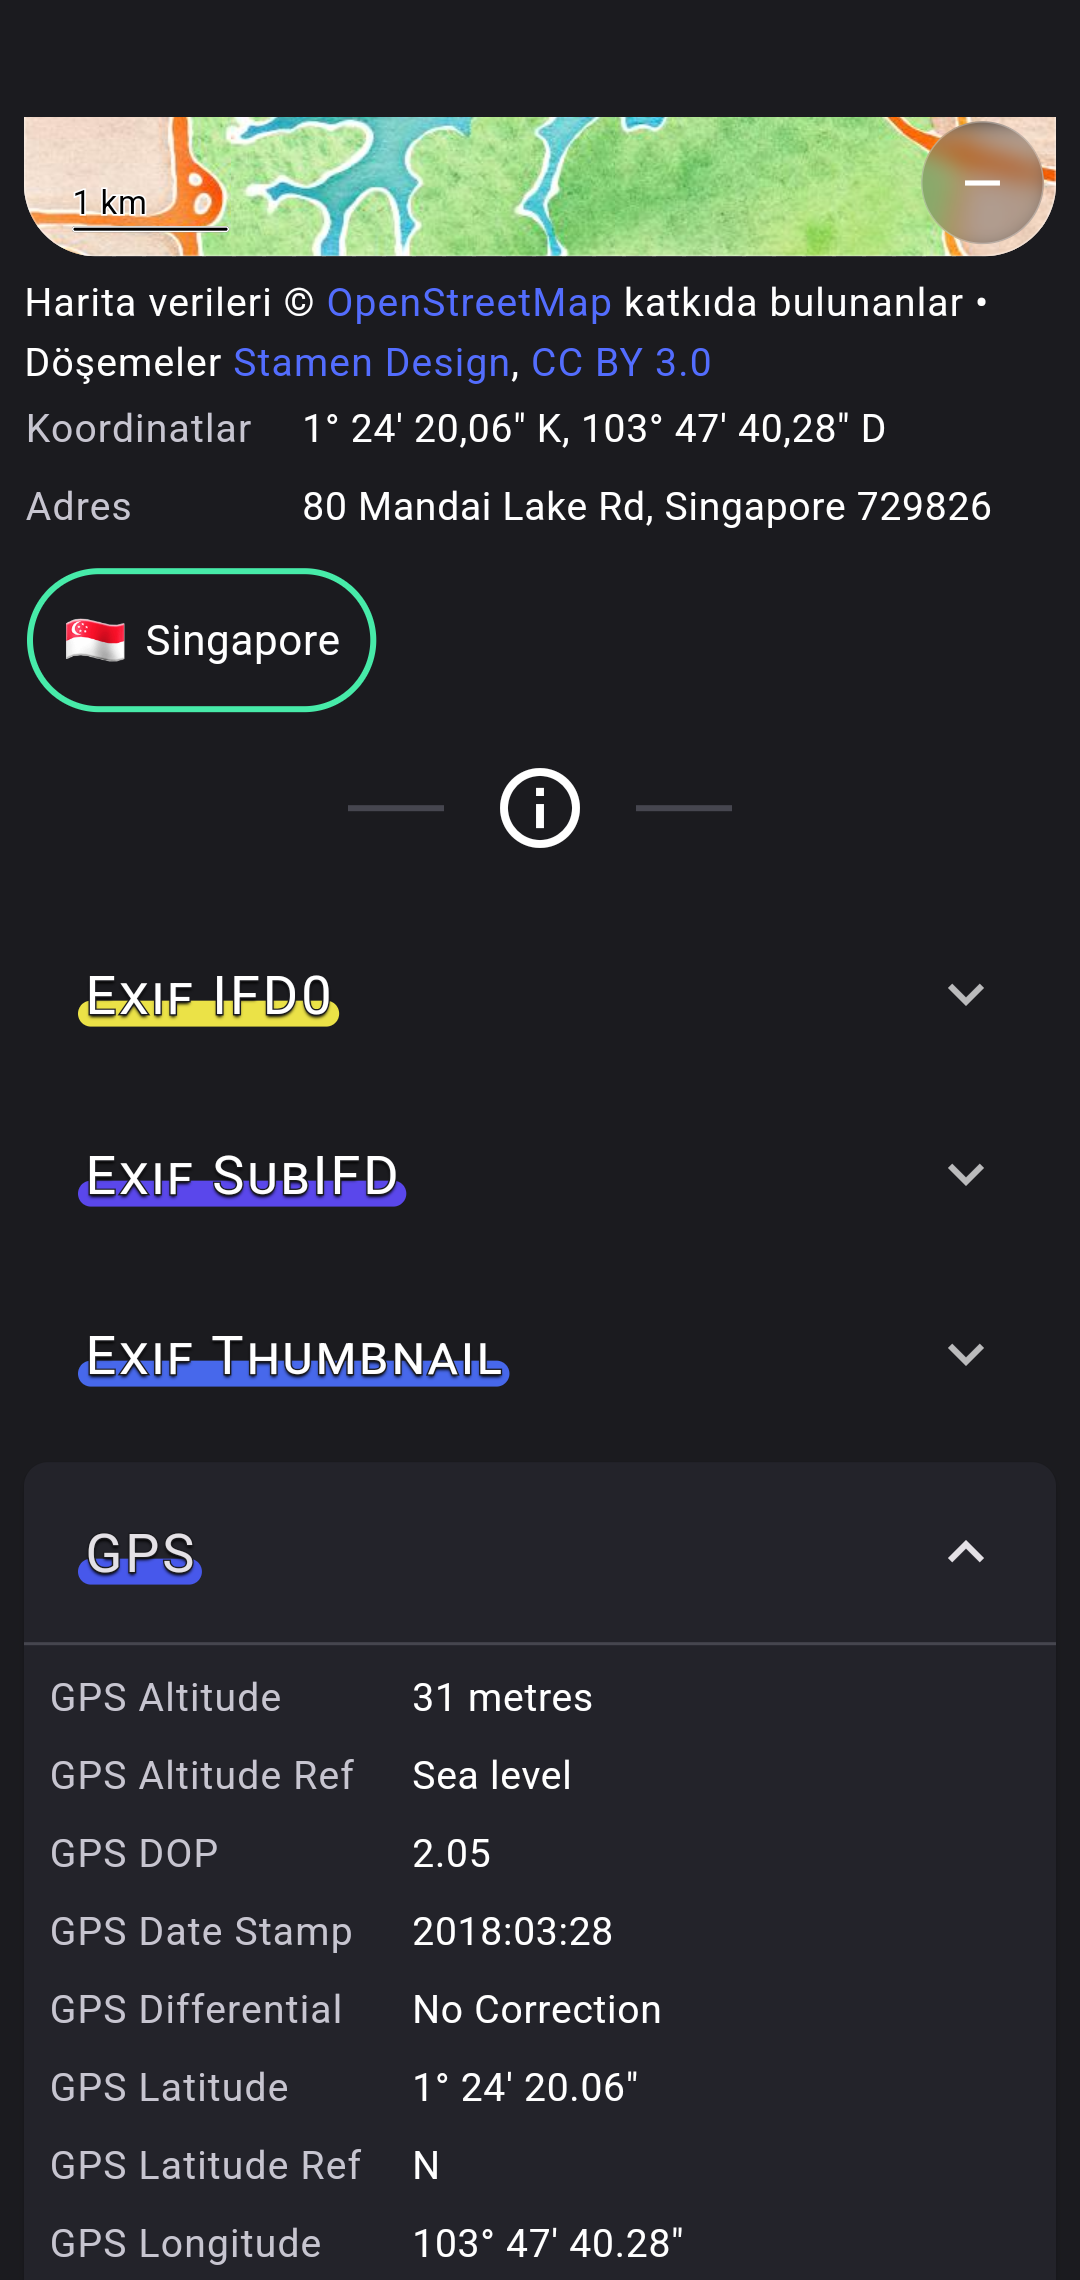 1 km
Harita verileri © OpenStreetMap katkıda bulunanlar •
Döşemeler Stamen Design, CC BY 3.0
Koordinatlar 1° 24' 20,06" K, 103° 47' 40,28" D
Adres 80 Mandai Lake Rd, Singapore 729826
Singapore
Exif IFD0
Exif SubIFD
Exif Thumbnail
GPS
GPS Altitude 31 metres
GPS Altitude Ref Sea level
GPS DOP 2.05
GPS Date Stamp 2018:03:28
GPS Differential No Correction
GPS Latitude 1° 24' 20.06"
GPS Latitude Ref N
GPS Longitude 103° 47' 40.28"